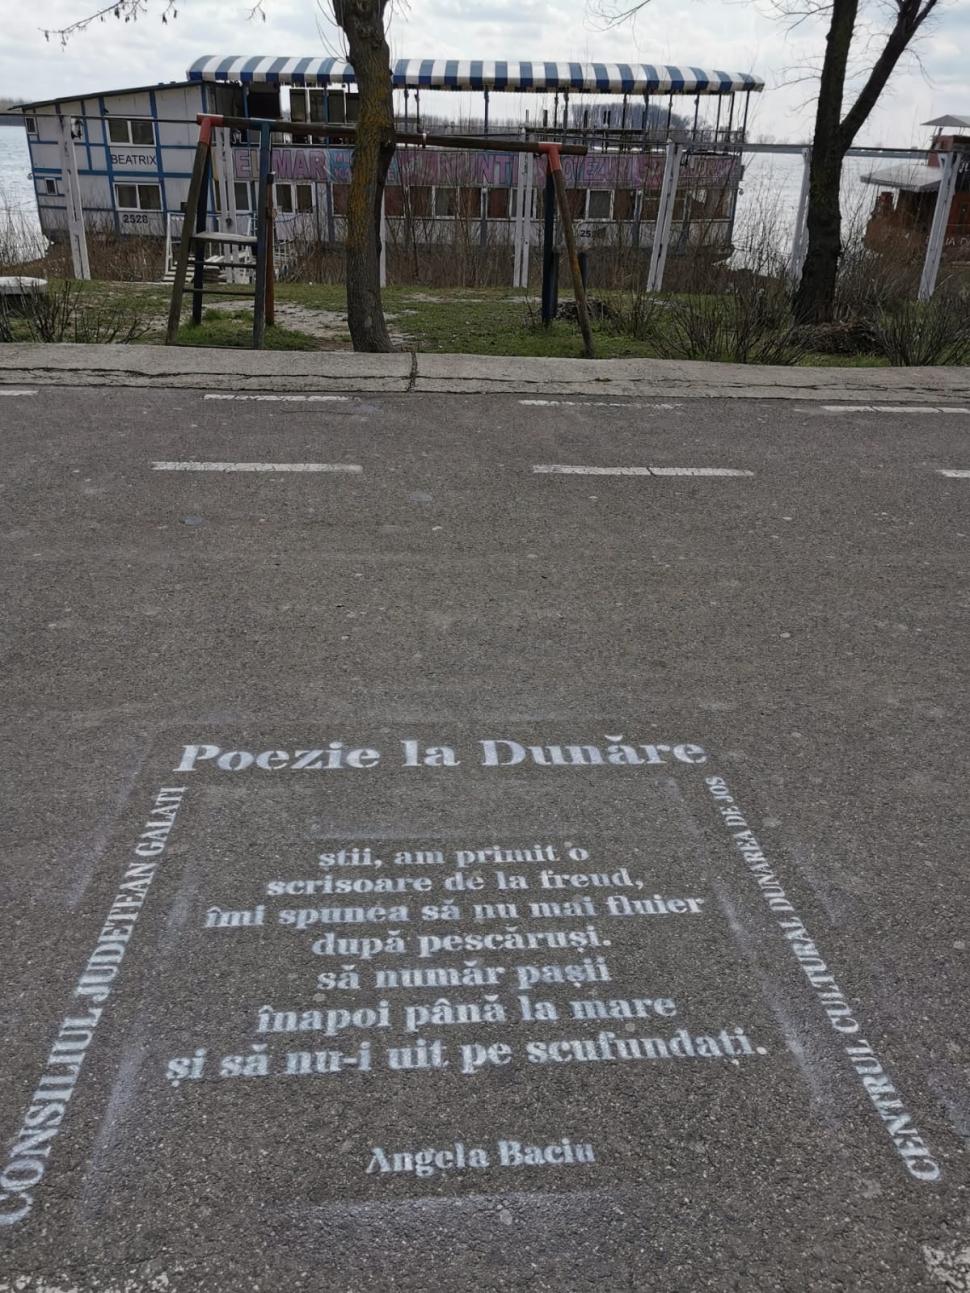 BEATRIX
2528
Poezie la Dunăre
CONSILIUL JUDEȚEAN GALAȚI
CENTRUL CULTURAL DUNĂREA DE JOS
stii, am primit o
scrisoare de la freud,
îmi spunea să nu mai fluier
după pescăruși.
să număr pașii
înapoi până la mare
și să nu-i uit pe scufundați.
Angela Baciu